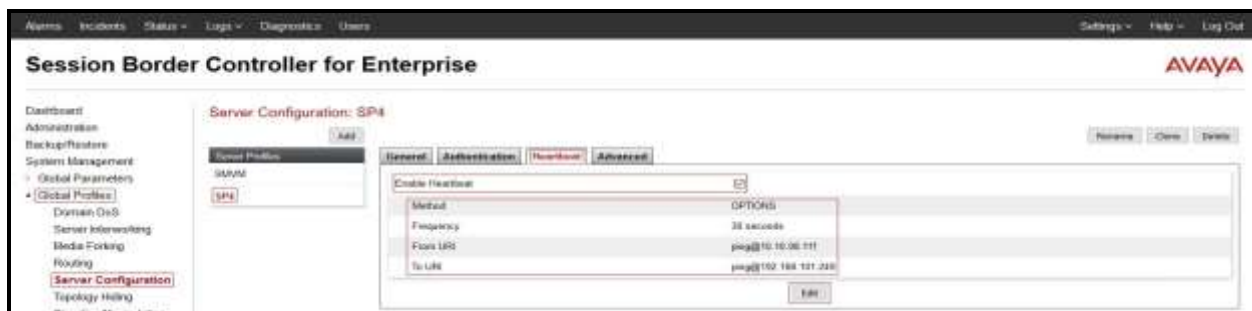 Alarms Incidents Status Logs Diagnostics Users Settings Help Log Out
Session Border Controller for Enterprise
AVAYA
Dashboard
Administration
Backup/Restore
System Management
Global Parameters
Global Profiles
Domain DoS
Server Interworking
Media Forking
Routing
Server Configuration
Topology Hiding
Server Configuration: SP4
Add
Rename Clone Delete
Server Profiles
SP4
General Authentication Heartbeat Advanced
Enable Heartbeat
Method OPTIONS
Frequency 30 seconds
From URI
To URI
Edit